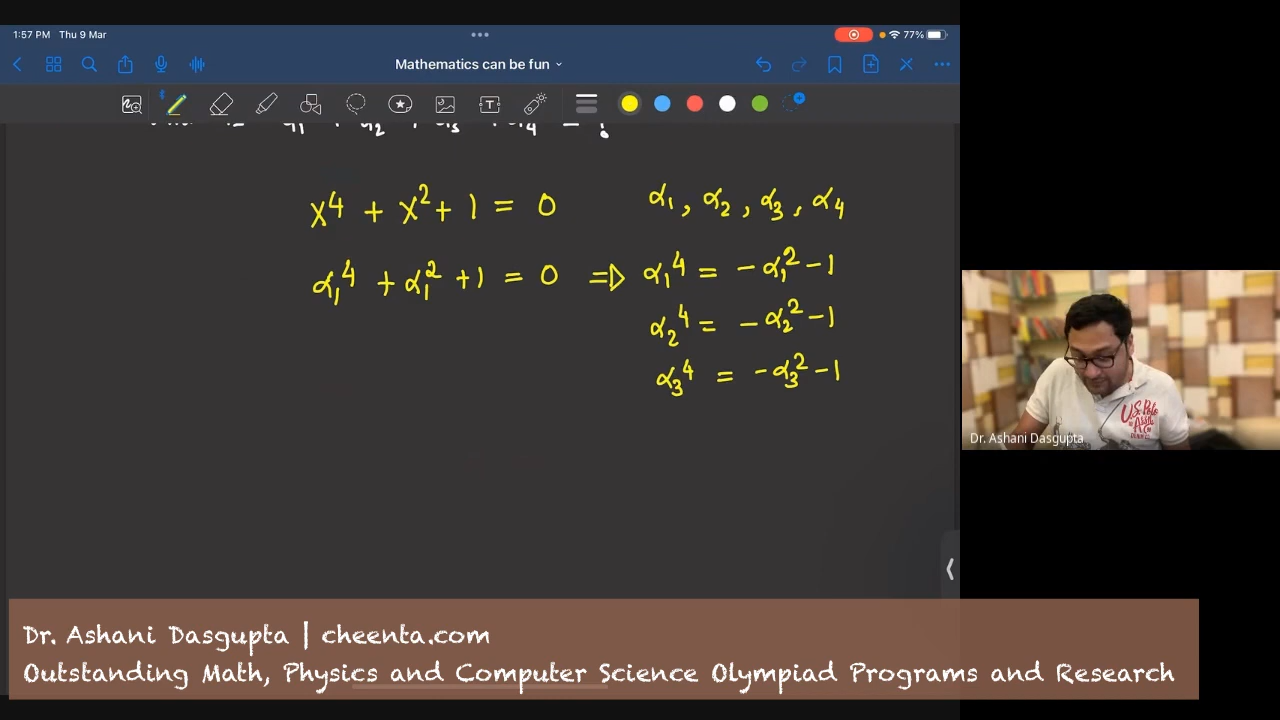 1:57 PM Thu 9 Mar
77%
Mathematics can be fun
x⁴ + x² + 1 = 0
α₁, α₂, α₃, α₄
α₁⁴ + α₁² + 1 = 0 ⇒ α₁⁴ = -α₁² - 1
α₂⁴ = -α₂² - 1
α₃⁴ = -α₃² - 1
U.S. Polo Assn
Dr. Ashani Dasgupta
Dr. Ashani Dasgupta | cheenta.com
Outstanding Math, Physics and Computer Science Olympiad Programs and Research